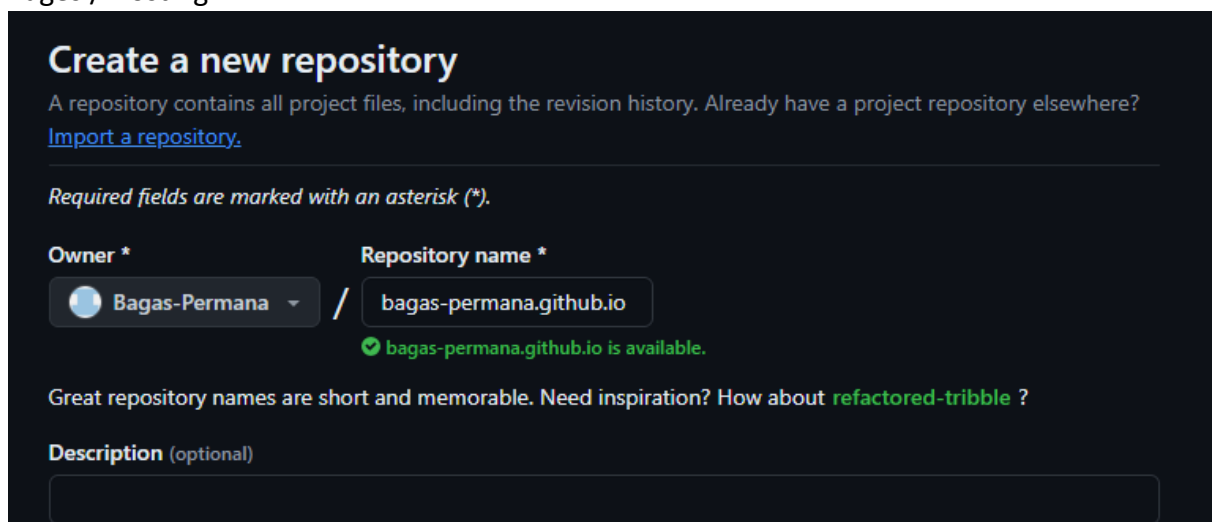 Create a new repository
A repository contains all project files, including the revision history. Already have a project repository elsewhere?
Import a repository.
Required fields are marked with an asterisk (*).
Owner * Repository name *
Bagas-Permana / bagas-permana.github.io
bagas-permana.github.io is available.
Great repository names are short and memorable. Need inspiration? How about refactored-tribble ?
Description (optional)